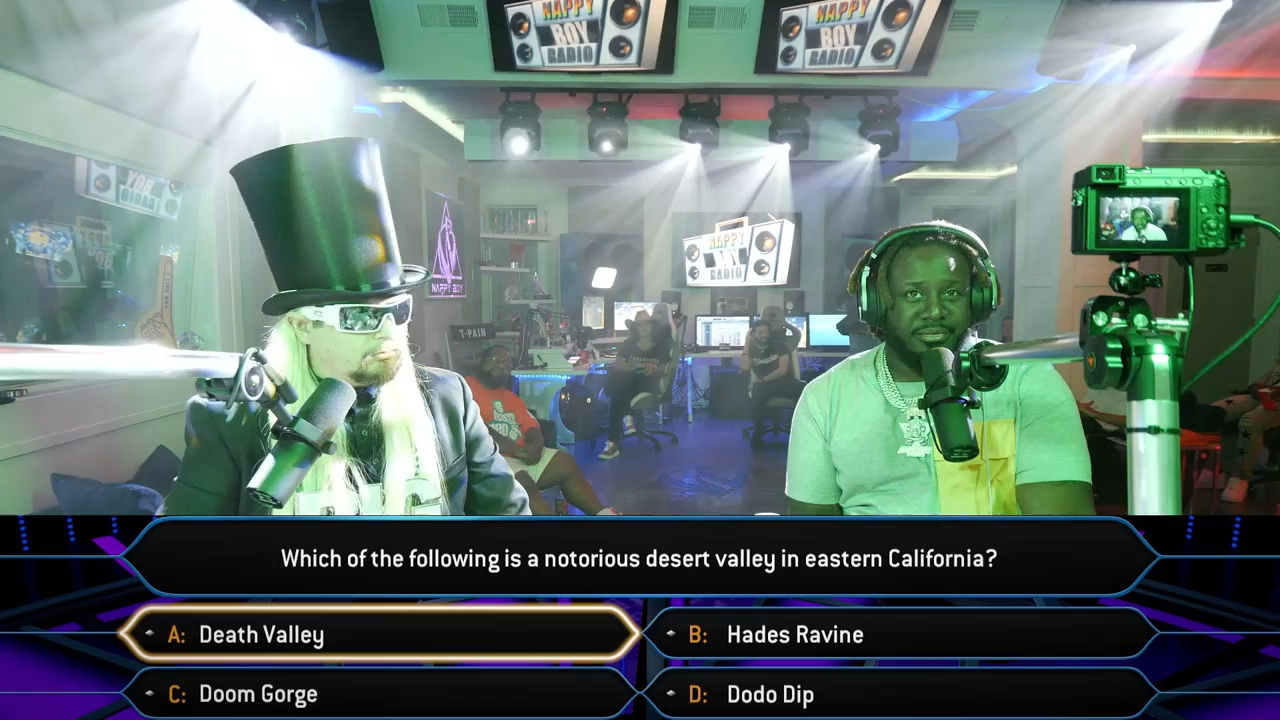 NAPPY
BOY
RADIO
NAPPY
BOY
RADIO
NAPPY
RADIO
NAPPY BOY
T-PAIN
Which of the following is a notorious desert valley in eastern California?
A: Death Valley
B: Hades Ravine
C: Doom Gorge
D: Dodo Dip